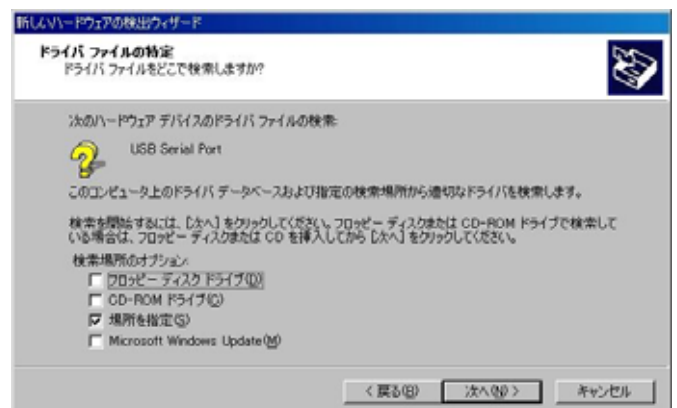 新しいハードウェアの検出ウィザード
ドライバ ファイルの特定
ドライバ ファイルをどこで検索しますか?
次のハードウェア デバイスのドライバ ファイルの検索:
USB Serial Port
このコンピュータ上のドライバ データベースおよび指定の検索場所から適切なドライバを検索します。
検索を開始するには、[次へ] をクリックしてください。フロッピー ディスクまたは CD-ROM ドライブで検索して
いる場合は、フロッピー ディスクまたは CD を挿入してから [次へ] をクリックしてください。
検索場所のオプション:
フロッピー ディスク ドライブ(D)
CD-ROM ドライブ(C)
場所を指定(S)
Microsoft Windows Update(M)
< 戻る(B)
次へ(N) >
キャンセル